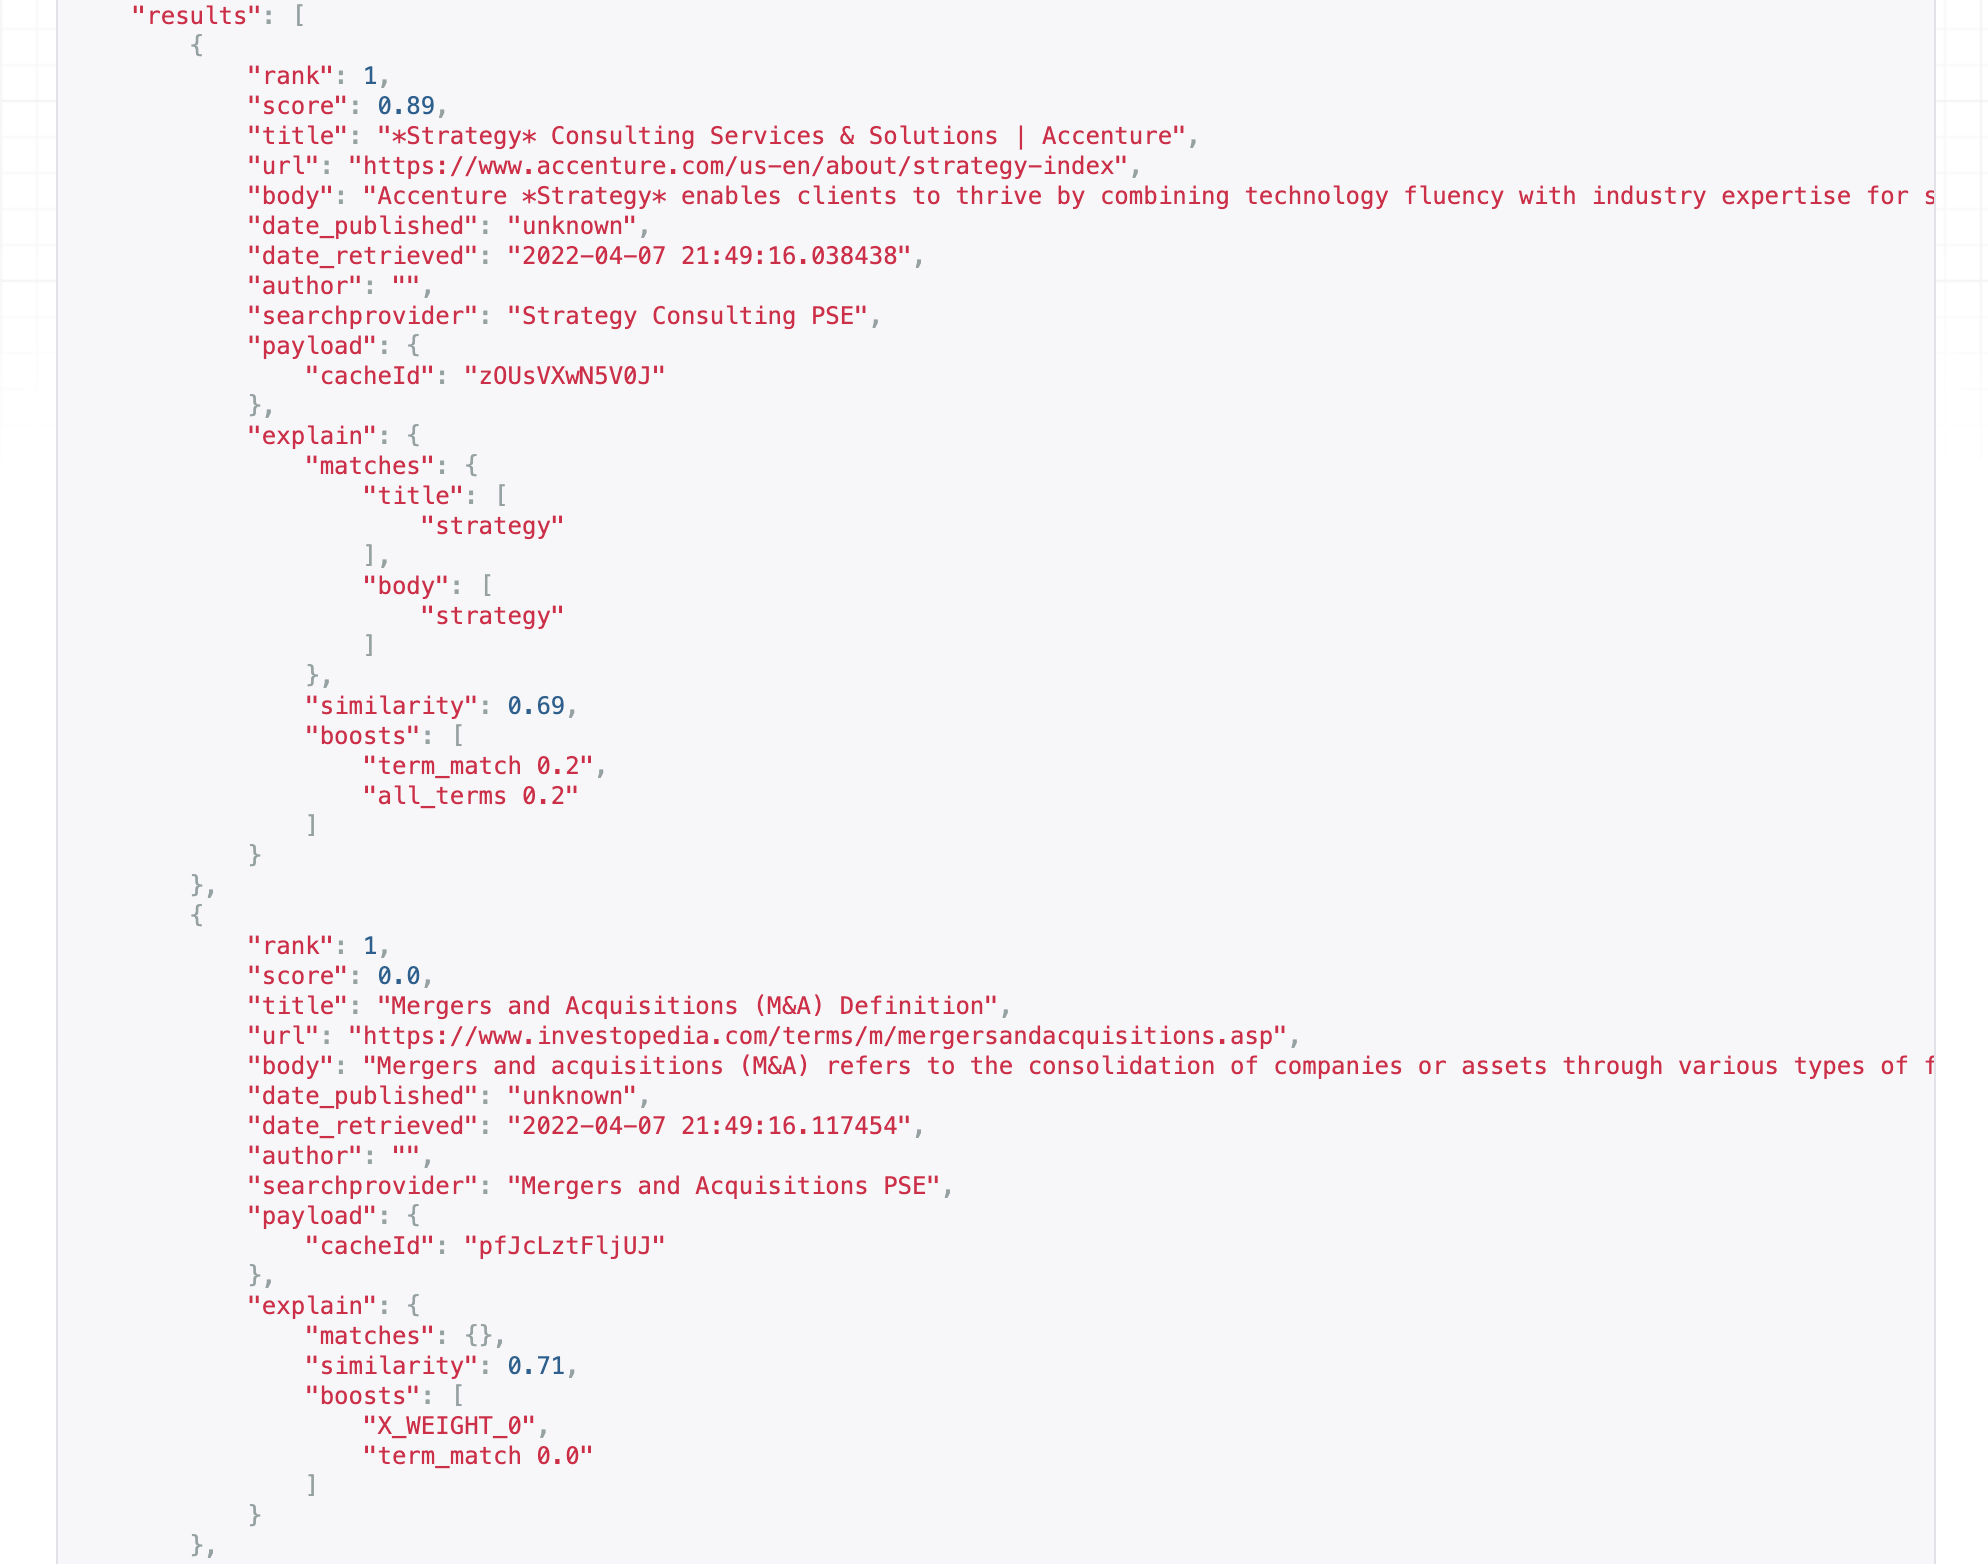 "results": [
{
"rank": 1,
"score": 0.89,
"title": "*Strategy* Consulting Services & Solutions | Accenture",
"url": "https://www.accenture.com/us-en/about/strategy-index",
"body": "Accenture *Strategy* enables clients to thrive by combining technology fluency with industry expertise for s
"date_published": "unknown",
"date_retrieved": "2022-04-07 21:49:16.038438",
"author": "",
"searchprovider": "Strategy Consulting PSE",
"payload": {
"cacheId": "zOUsVXwN5V0J"
},
"explain": {
"matches": {
"title": [
"strategy"
],
"body": [
"strategy"
]
},
"similarity": 0.69,
"boosts": [
"term_match 0.2",
"all_terms 0.2"
]
}
},
{
"rank": 1,
"score": 0.0,
"title": "Mergers and Acquisitions (M&A) Definition",
"url": "https://www.investopedia.com/terms/m/mergersandacquisitions.asp",
"body": "Mergers and acquisitions (M&A) refers to the consolidation of companies or assets through various types of f
"date_published": "unknown",
"date_retrieved": "2022-04-07 21:49:16.117454",
"author": "",
"searchprovider": "Mergers and Acquisitions PSE",
"payload": {
"cacheId": "pfJcLztFljUJ"
},
"explain": {
"matches": {},
"similarity": 0.71,
"boosts": [
"X_WEIGHT_0",
"term_match 0.0"
]
}
},